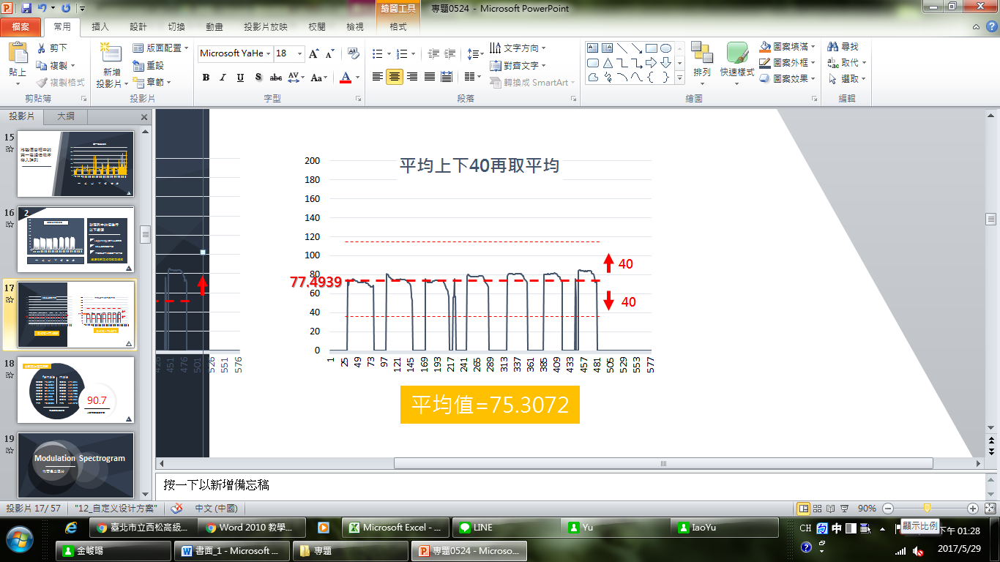 專題0524 - Microsoft PowerPoint
繪圖工具
檔案 常用 插入 設計 切換 動畫 投影片放映 校閱 檢視 格式
貼上
剪下
複製
複製格式
剪貼簿
新增
投影片
版面配置
重設
章節
投影片
Microsoft YaHe 18
B I U S abc AV Aa A
字型
文字方向
對齊文字
轉換成 SmartArt
段落
排列
快速樣式
圖案填滿
圖案外框
圖案效果
繪圖
尋找
取代
選取
編輯
投影片 大綱
15
16
2
17
18
female male
90.7
19
Modulation Spectrogram
426 451 476 501 526 551 576
平均上下40再取平均
200
180
160
140
120
100
80
60
40
20
0
77.4939
40
40
1 25 49 73 97 121 145 169 193 217 241 265 289 313 337 361 385 409 433 457 481 505 529 553 577
平均值=75.3072
按一下以新增備忘稿
投影片 17/ 57 "12_自定义设计方案" 中文 (中國) 90%
臺北市立西松高級... Word 2010 教學... Microsoft Excel - ... LINE Yu IaoYu
金峻暘 書面_1 - Microsoft ... 專題 專題0524 - Microso...
CH 中
顯示比例
下午 01:28
2017/5/29